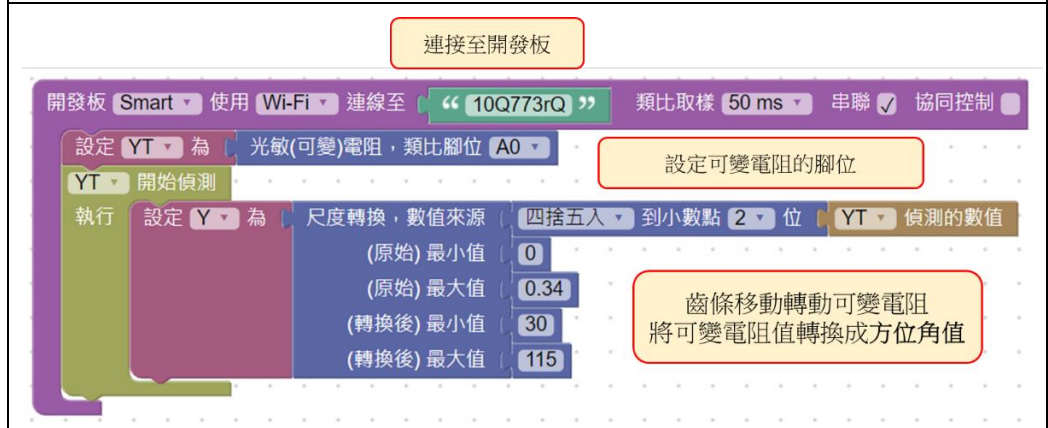 連接至開發板
開發板 Smart 使用 Wi-Fi 連線至 “ 10Q773rQ ” 類比取樣 50 ms 串聯 協同控制
設定 YT 為 光敏(可變)電阻，類比腳位 A0
設定可變電阻的腳位
YT 開始偵測
執行 設定 Y 為 尺度轉換，數值來源 四捨五入 到小數點 2 位 YT 偵測的數值
(原始) 最小值 0
(原始) 最大值 0.34
(轉換後) 最小值 30
(轉換後) 最大值 115
齒條移動轉動可變電阻
將可變電阻值轉換成方位角值